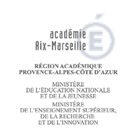 académie
Aix-Marseille
RÉGION ACADÉMIQUE
PROVENCE-ALPES-CÔTE D'AZUR
MINISTÈRE
DE L'ÉDUCATION NATIONALE
ET DE LA JEUNESSE
MINISTÈRE
DE L'ENSEIGNEMENT SUPÉRIEUR,
DE LA RECHERCHE
ET DE L'INNOVATION